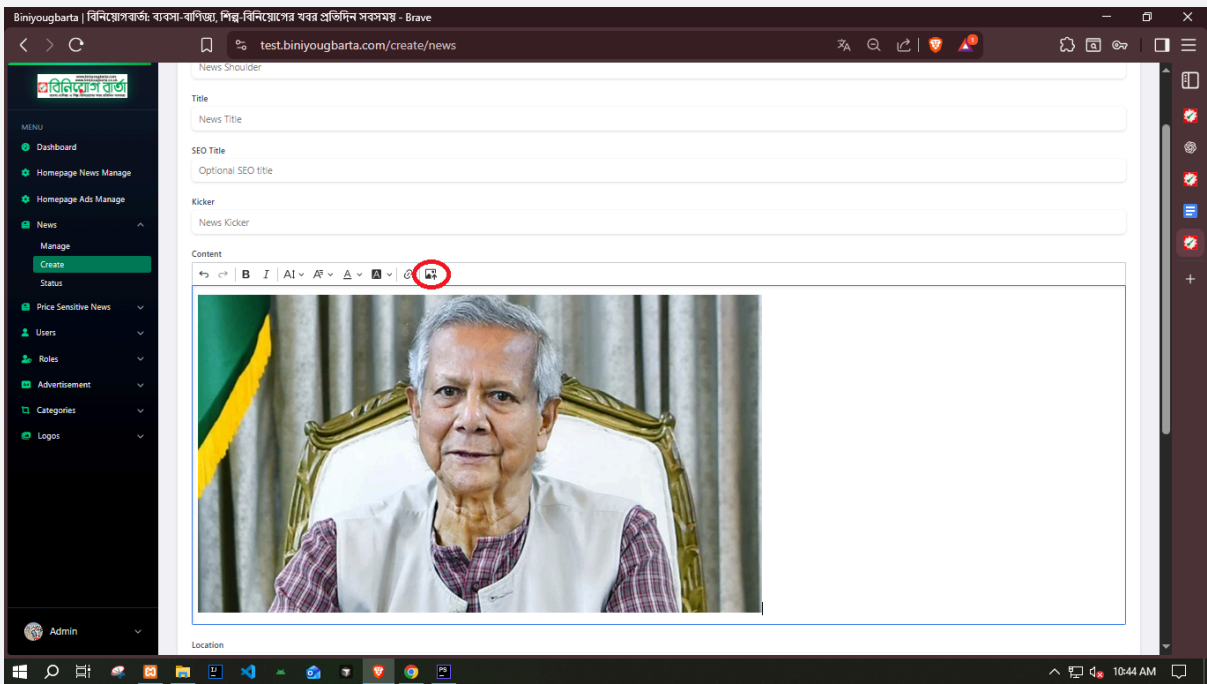 Biniyougbarta | বিনিয়োগবার্তা: ব্যবসা-বাণিজ্য, শিল্প-বিনিয়োগের খবর প্রতিদিন সবসময় - Brave
test.biniyougbarta.com/create/news
বিনিয়োগ বার্তা
News Shoulder
Title
News Title
MENU
Dashboard
SEO Title
Optional SEO title
Homepage News Manage
Homepage Ads Manage
Kicker
News Kicker
News
Manage
Content
Create
B I AI A A A
Status
Price Sensitive News
Users
Roles
Advertisement
Categories
Logos
Admin
Location
10:44 AM